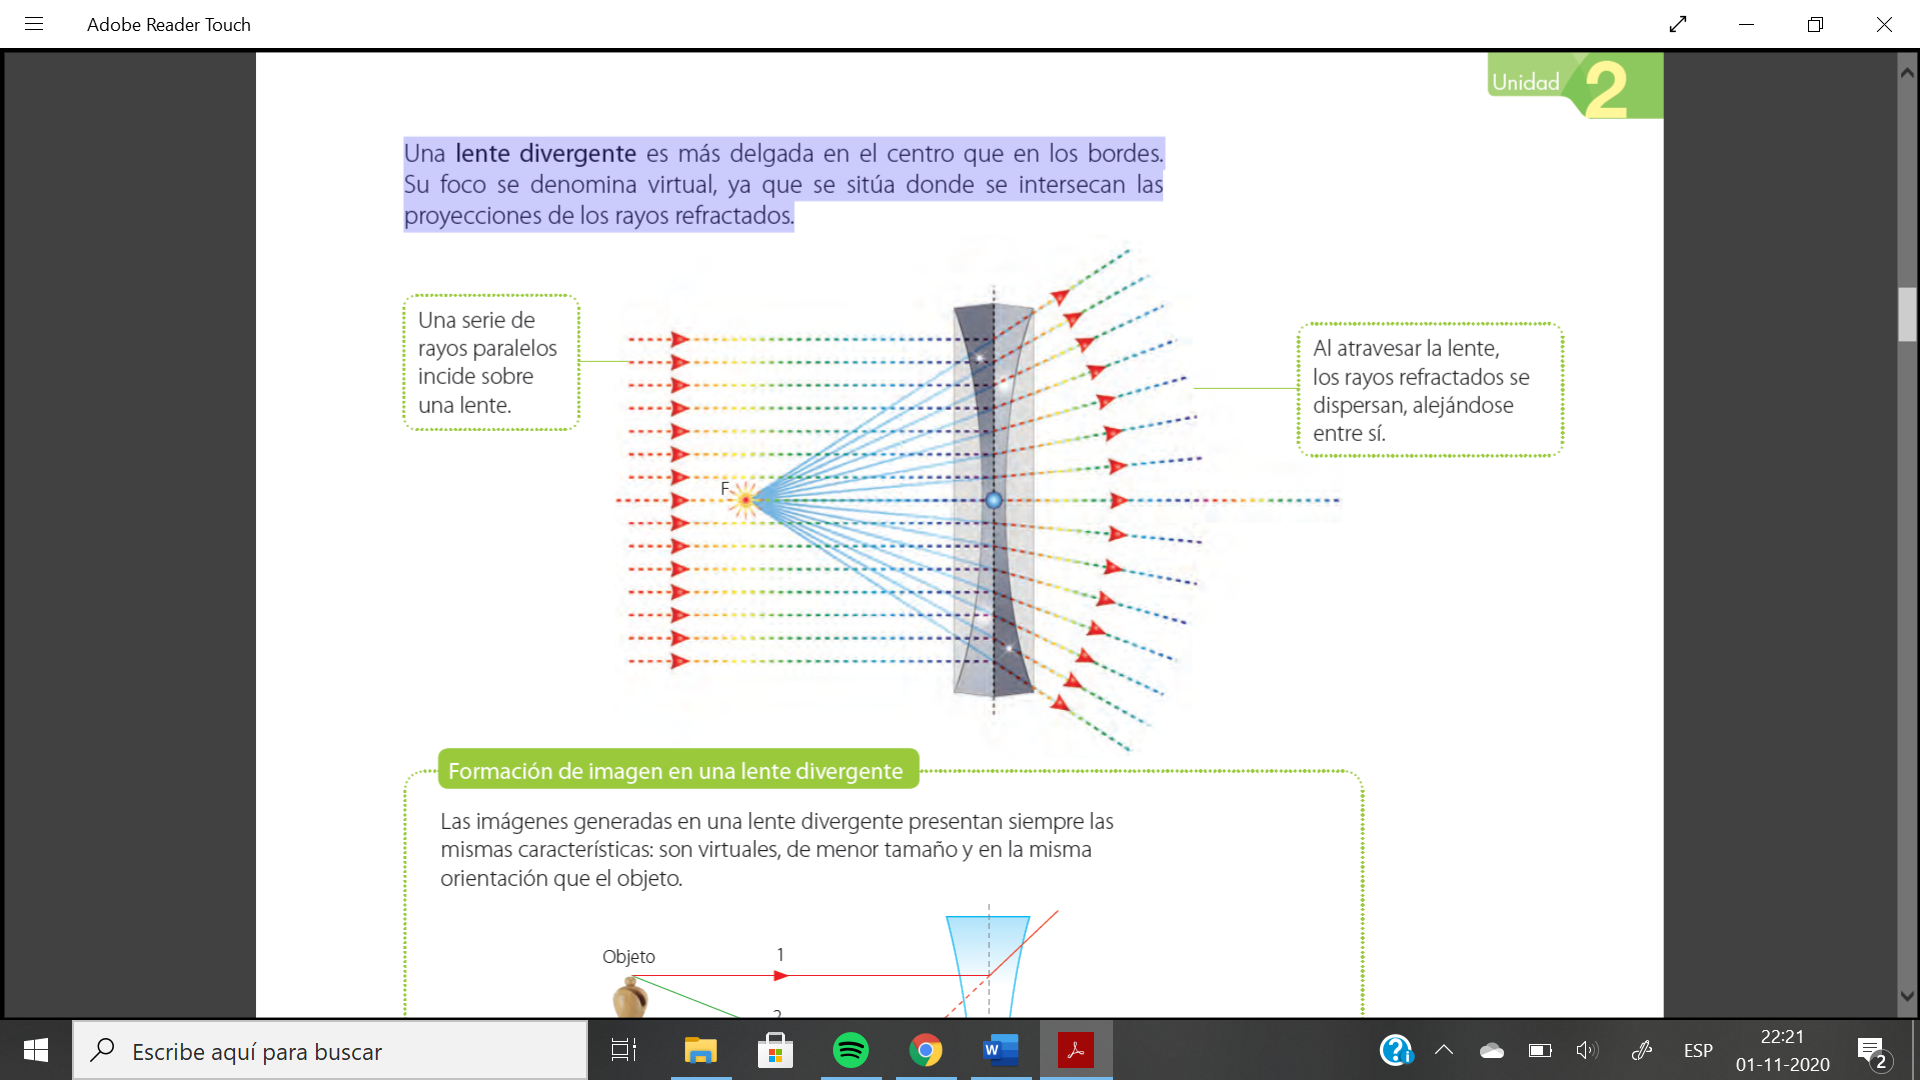 Adobe Reader Touch
Unidad 2
Una lente divergente es más delgada en el centro que en los bordes.
Su foco se denomina virtual, ya que se sitúa donde se intersecan las
proyecciones de los rayos refractados.
Una serie de
rayos paralelos
incide sobre
una lente.
Al atravesar la lente,
los rayos refractados se
dispersan, alejándose
entre sí.
F
Formación de imagen en una lente divergente
Las imágenes generadas en una lente divergente presentan siempre las
mismas características: son virtuales, de menor tamaño y en la misma
orientación que el objeto.
Objeto
1
2
Escribe aquí para buscar
W
ESP
22:21
01-11-2020
2